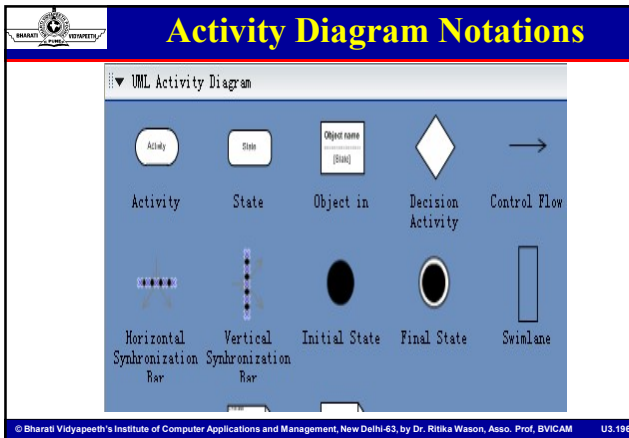 BHARATI VIDYAPEETH
PUNE
Activity Diagram Notations
UML Activity Diagram
Activity
State
Object name
[State]
Activity State Object in Decision Control Flow
Activity
Horizontal Vertical Initial State Final State Swimlane
Synhronization Synhronization
Bar Bar
© Bharati Vidyapeeth's Institute of Computer Applications and Management, New Delhi-63, by Dr. Ritika Wason, Asso. Prof, BVICAM U3.196